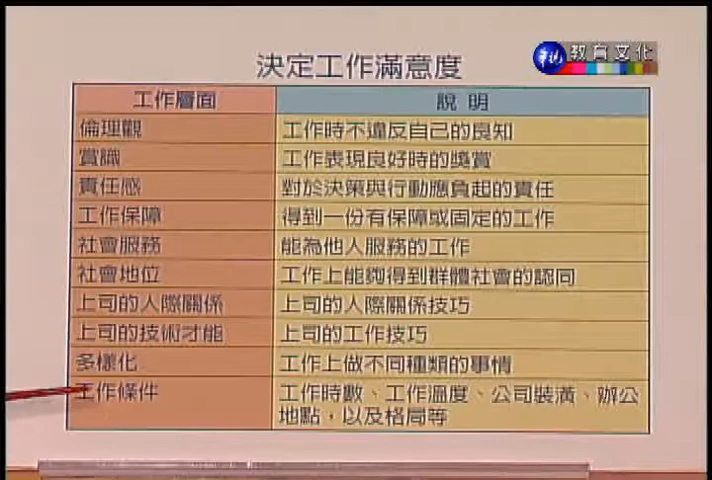 華視 教育文化
決定工作滿意度
工作層面 說明
倫理觀 工作時不違反自己的良知
賞識 工作表現良好時的獎賞
責任感 對於決策與行動應負起的責任
工作保障 得到一份有保障或固定的工作
社會服務 能為他人服務的工作
社會地位 工作上能夠得到群體社會的認同
上司的人際關係 上司的人際關係技巧
上司的技術才能 上司的工作技巧
多樣化 工作上做不同種類的事情
工作條件 工作時數、工作溫度、公司裝潢、辦公
地點，以及格局等